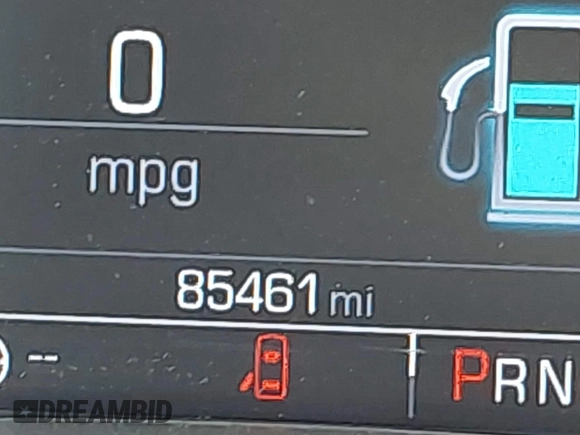 0
mpg
85461 mi
-- PRN
DREAMBID